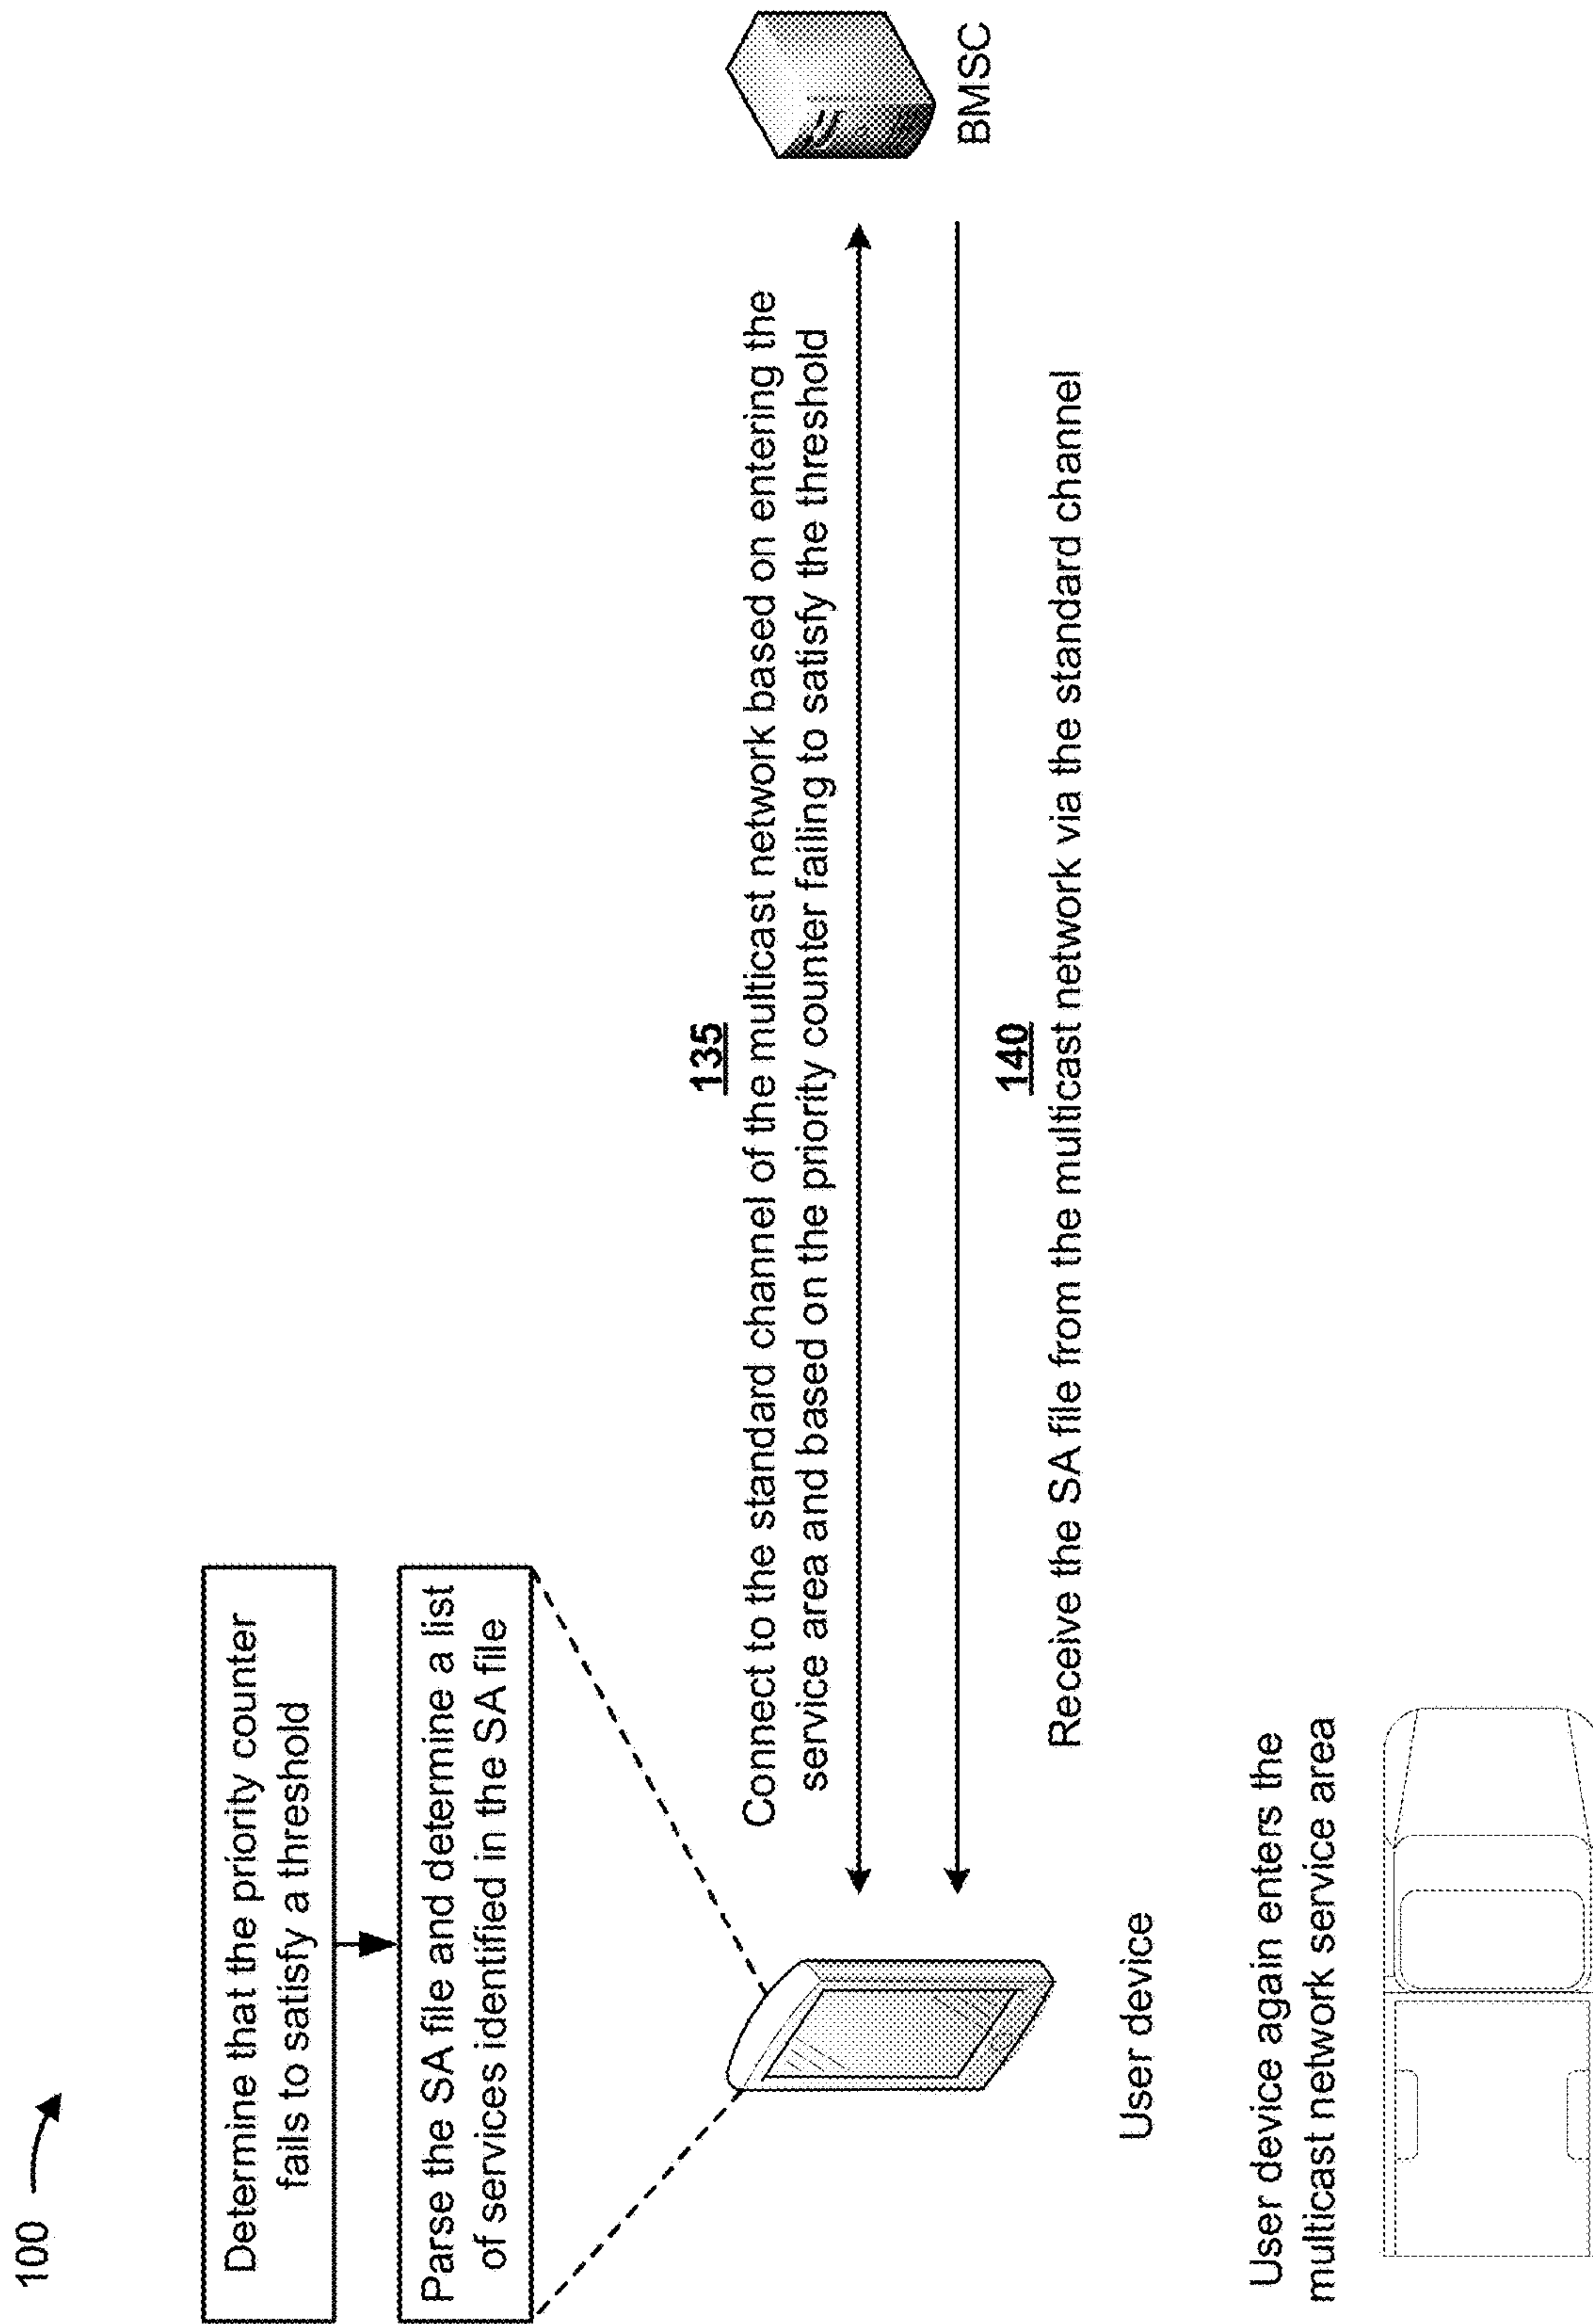 100
Determine that the priority counter
fails to satisfy a threshold
Parse the SA file and determine a list
of services identified in the SA file
135
Connect to the standard channel of the multicast network based on entering the
service area and based on the priority counter failing to satisfy the threshold
140
Receive the SA file from the multicast network via the standard channel
User device
BMSC
User device again enters the
multicast network service area